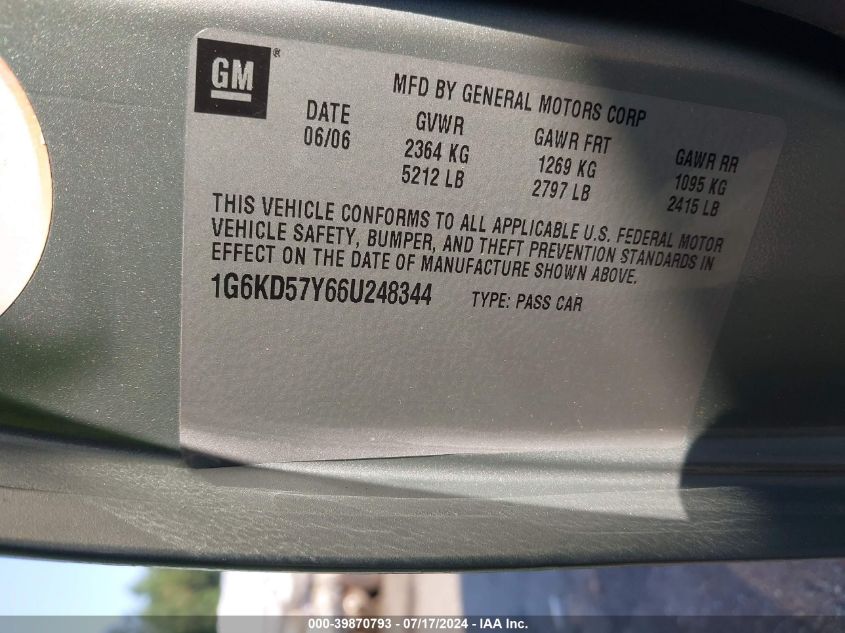 GM®
MFD BY GENERAL MOTORS CORP
DATE GVWR GAWR FRT GAWR RR
06/06 2364 KG 1269 KG 1095 KG
5212 LB 2797 LB 2415 LB
THIS VEHICLE CONFORMS TO ALL APPLICABLE U.S. FEDERAL MOTOR
VEHICLE SAFETY, BUMPER, AND THEFT PREVENTION STANDARDS IN
EFFECT ON THE DATE OF MANUFACTURE SHOWN ABOVE.
1G6KD57Y66U248344 TYPE: PASS CAR
000-39870793 - 07/17/2024 - IAA Inc.